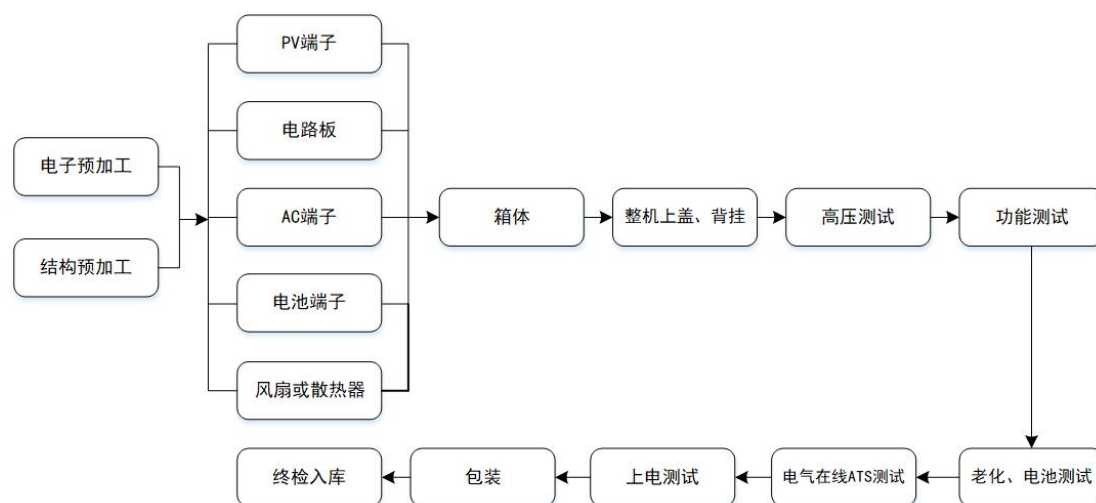 电子预加工
结构预加工
PV端子
电路板
AC端子
电池端子
风扇或散热器
箱体
整机上盖、背挂
高压测试
功能测试
老化、电池测试
电气在线ATS测试
上电测试
包装
终检入库